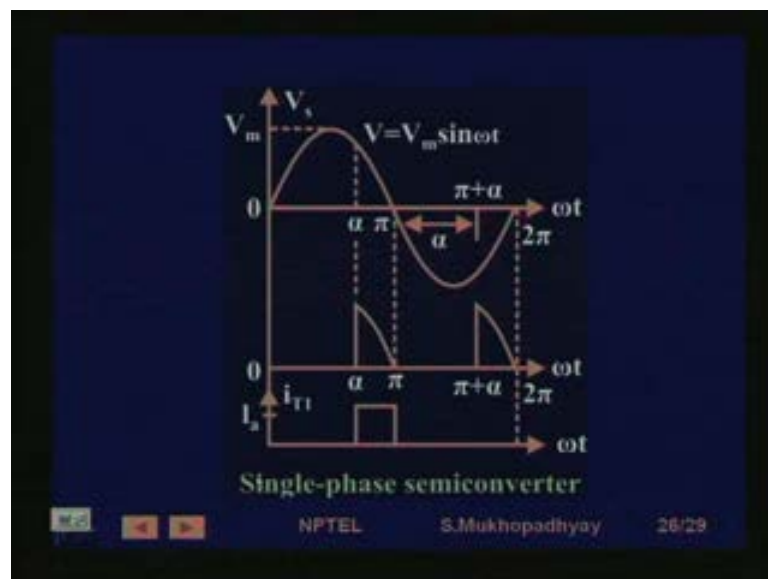 Vs
Vm
V=Vmsinωt
π+α
0
α π
α
ωt
2π
0
α
π
π+α
2π
ωt
iT1
Ia
ωt
Single-phase semiconverter
NPTEL
S.Mukhopadhyay
26/29